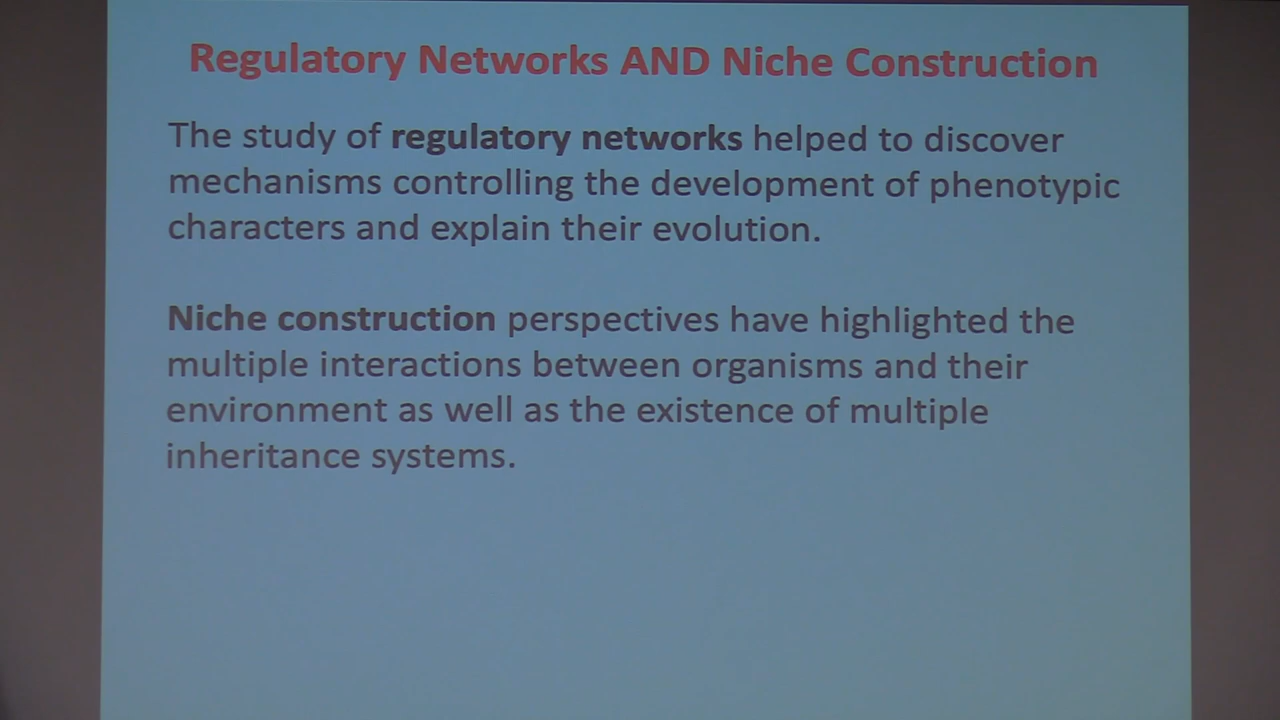 Regulatory Networks AND Niche Construction
The study of regulatory networks helped to discover
mechanisms controlling the development of phenotypic
characters and explain their evolution.
Niche construction perspectives have highlighted the
multiple interactions between organisms and their
environment as well as the existence of multiple
inheritance systems.